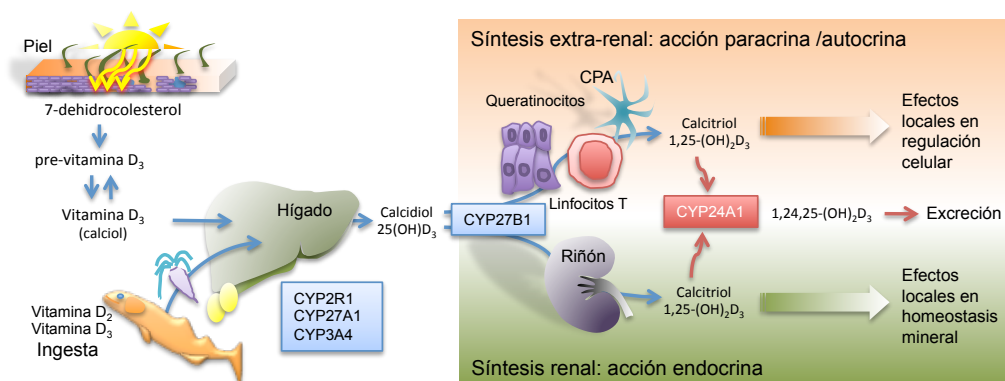 Piel
7-dehidrocolesterol
pre-vitamina D₃
Vitamina D₃
(calciol)
Vitamina D₂
Vitamina D₃
Ingesta
Hígado
CYP2R1
CYP27A1
CYP3A4
Calcidiol
25(OH)D₃
CYP27B1
Síntesis extra-renal: acción paracrina /autocrina
CPA
Queratinocitos
Linfocitos T
Calcitriol
1,25-(OH)₂D₃
Efectos
locales en
regulación
celular
CYP24A1
1,24,25-(OH)₂D₃
Excreción
Riñón
Calcitriol
1,25-(OH)₂D₃
Efectos
locales en
homeostasis
mineral
Síntesis renal: acción endocrina